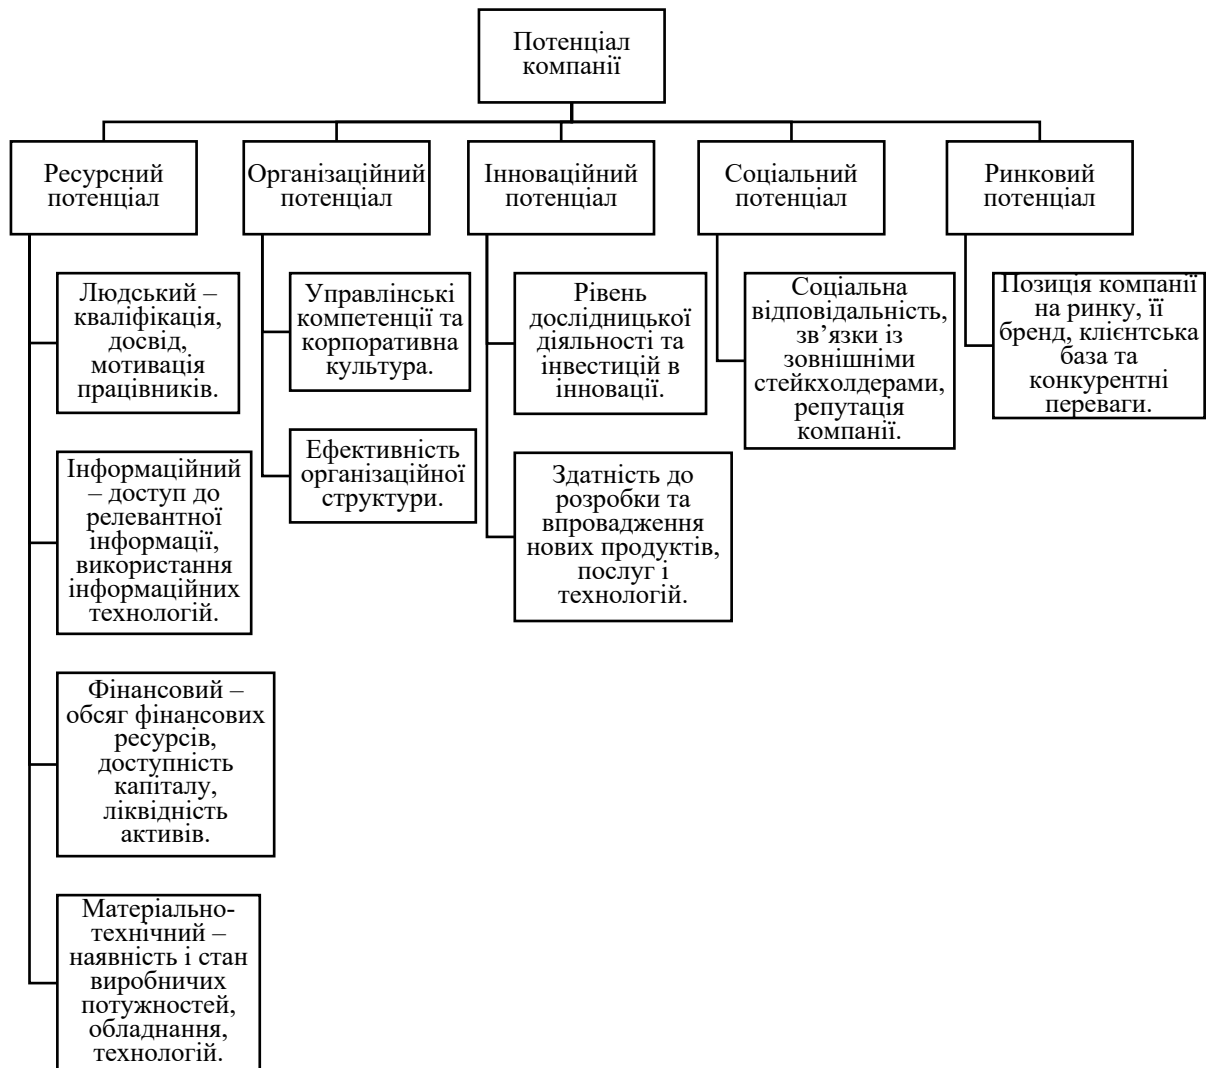 Потенціал
компанії
Ресурсний
потенціал
Організаційний
потенціал
Інноваційний
потенціал
Соціальний
потенціал
Ринковий
потенціал
Людський –
кваліфікація,
досвід,
мотивація
працівників.
Інформаційний
– доступ до
релевантної
інформації,
використання
інформаційних
технологій.
Фінансовий –
обсяг фінансових
ресурсів,
доступність
капіталу,
ліквідність
активів.
Матеріально-
технічний –
наявність і стан
виробничих
потужностей,
обладнання,
технологій.
Управлінські
компетенції та
корпоративна
культура.
Ефективність
організаційної
структури.
Рівень
дослідницької
діяльності та
інвестицій в
інновації.
Здатність до
розробки та
впровадження
нових продуктів,
послуг і
технологій.
Соціальна
відповідальність,
зв’язки із
зовнішніми
стейкхолдерами,
репутація
компанії.
Позиція компанії
на ринку, її
бренд, клієнтська
база та
конкурентні
переваги.